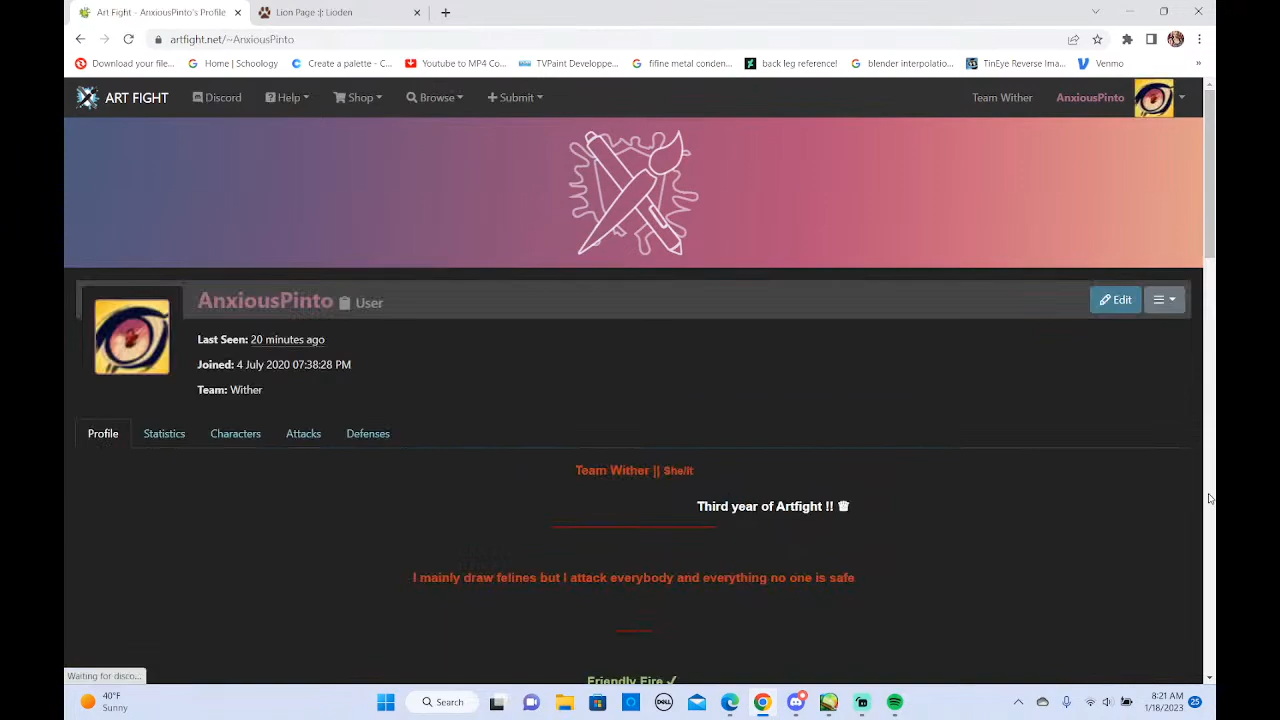 Art Fight - AnxiousPinto's Profile
Lion Page :|: Lioden
artfight.net/~AnxiousPinto
Download your file...
Home | Schoology
Create a palette - C...
Youtube to MP4 Co...
TVPaint Developpe...
fifine metal conden...
back leg reference!
blender interpolatio...
TinEye Reverse Ima...
Venmo
ART FIGHT
Discord
Help
Shop
Browse
Submit
Team Wither
AnxiousPinto
AnxiousPinto User
Edit
Last Seen: 20 minutes ago
Joined: 4 July 2020 07:38:28 PM
Team: Wither
Profile
Statistics
Characters
Attacks
Defenses
Team Wither || She/It
Third year of Artfight !! ♕
I mainly draw felines but I attack everybody and everything no one is safe
Friendly Fire ✓
Waiting for disco...
40°F
Sunny
Search
DELL
8:21 AM
1/18/2023
25